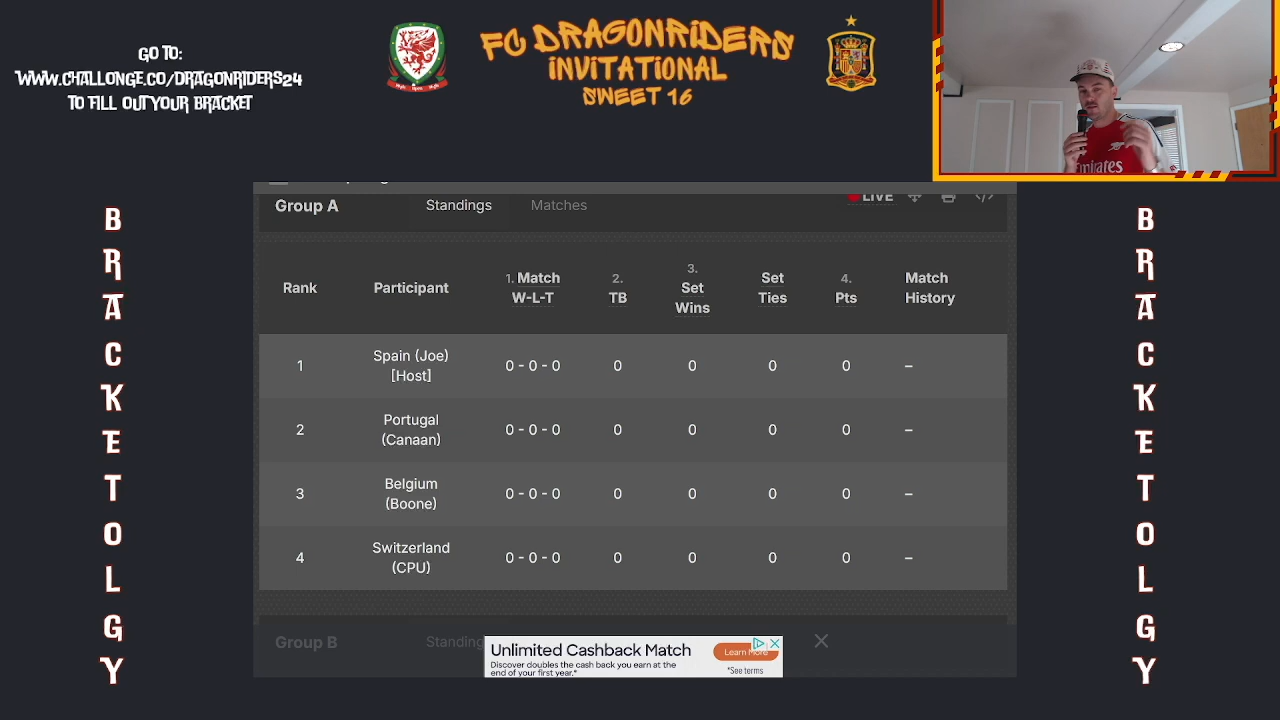 GO TO:
WWW.CHALLONGE.CO/DRAGONRIDERS24
TO FILL OUT YOUR BRACKET
FC DRAGONRIDERS
INVITATIONAL
SWEET 16
Emirates
BRACKETOLGY
Group A Standings Matches LIVE
Rank Participant 1. Match W-L-T 2. TB 3. Set Wins Set Ties 4. Pts Match History
1 Spain (Joe) [Host] 0 - 0 - 0 0 0 0 0 –
2 Portugal (Canaan) 0 - 0 - 0 0 0 0 0 –
3 Belgium (Boone) 0 - 0 - 0 0 0 0 0 –
4 Switzerland (CPU) 0 - 0 - 0 0 0 0 0 –
Group B Standing
Unlimited Cashback Match
Discover doubles the cash back you earn at the
end of your first year.*
Learn More
*See terms
BRACKETOLGY